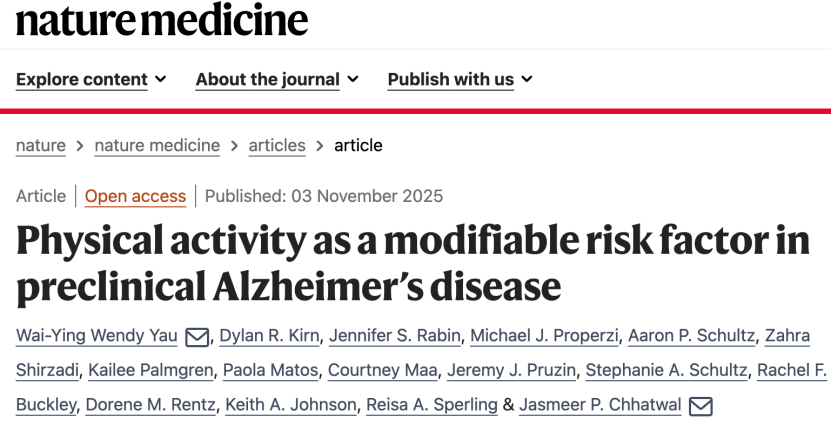 nature medicine
Explore content About the journal Publish with us
nature > nature medicine > articles > article
Article | Open access | Published: 03 November 2025
Physical activity as a modifiable risk factor in
preclinical Alzheimer’s disease
Wai-Ying Wendy Yau, Dylan R. Kirn, Jennifer S. Rabin, Michael J. Properzi, Aaron P. Schultz, Zahra
Shirzadi, Kailee Palmgren, Paola Matos, Courtney Maa, Jeremy J. Pruzin, Stephanie A. Schultz, Rachel F.
Buckley, Dorene M. Rentz, Keith A. Johnson, Reisa A. Sperling & Jasmeer P. Chhatwal